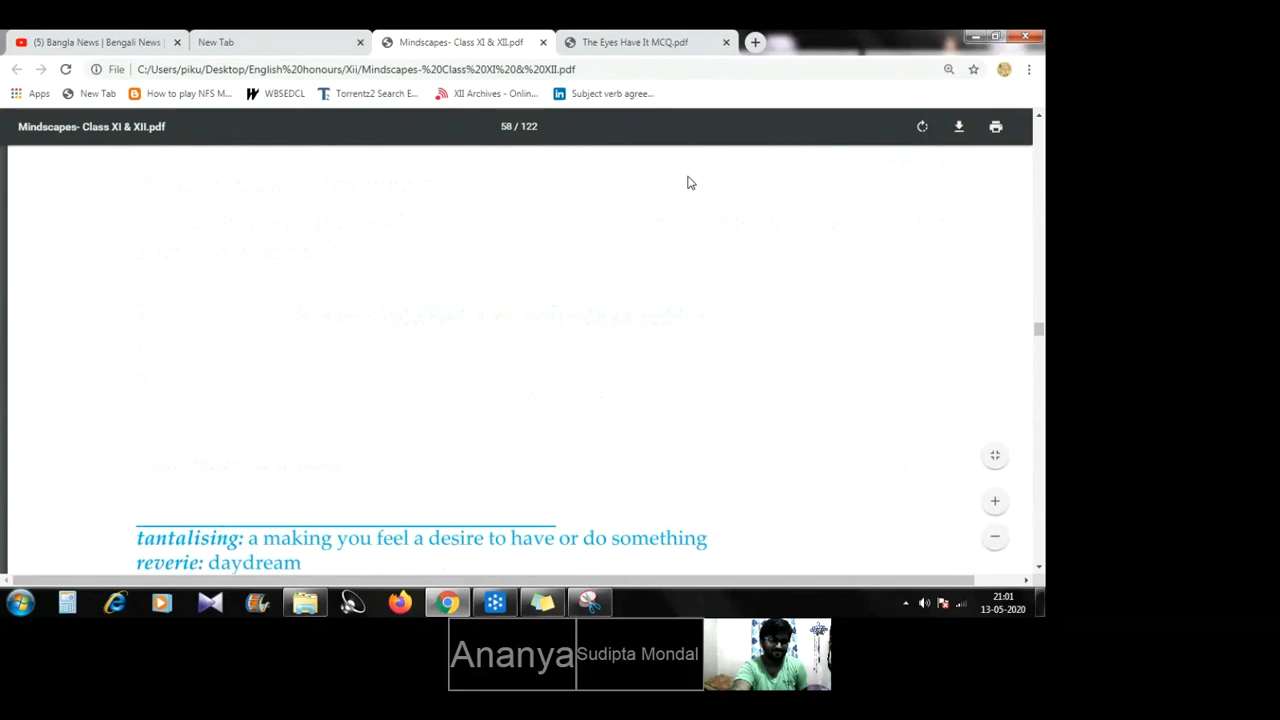 (5) Bangla News | Bengali News |
New Tab
Mindscapes- Class XI & XII.pdf
The Eyes Have It MCQ.pdf
File
C:/Users/piku/Desktop/English%20honours/Xii/Mindscapes-%20Class%20XI%20&%20XII.pdf
Apps
New Tab
How to play NFS M...
WBSEDCL
Torrentz2 Search E...
XII Archives - Onlin...
Subject verb agree...
Mindscapes- Class XI & XII.pdf
58 / 122
tantalising: a making you feel a desire to have or do something
reverie: daydream
21:01
13-05-2020
Ananya
Sudipta Mondal